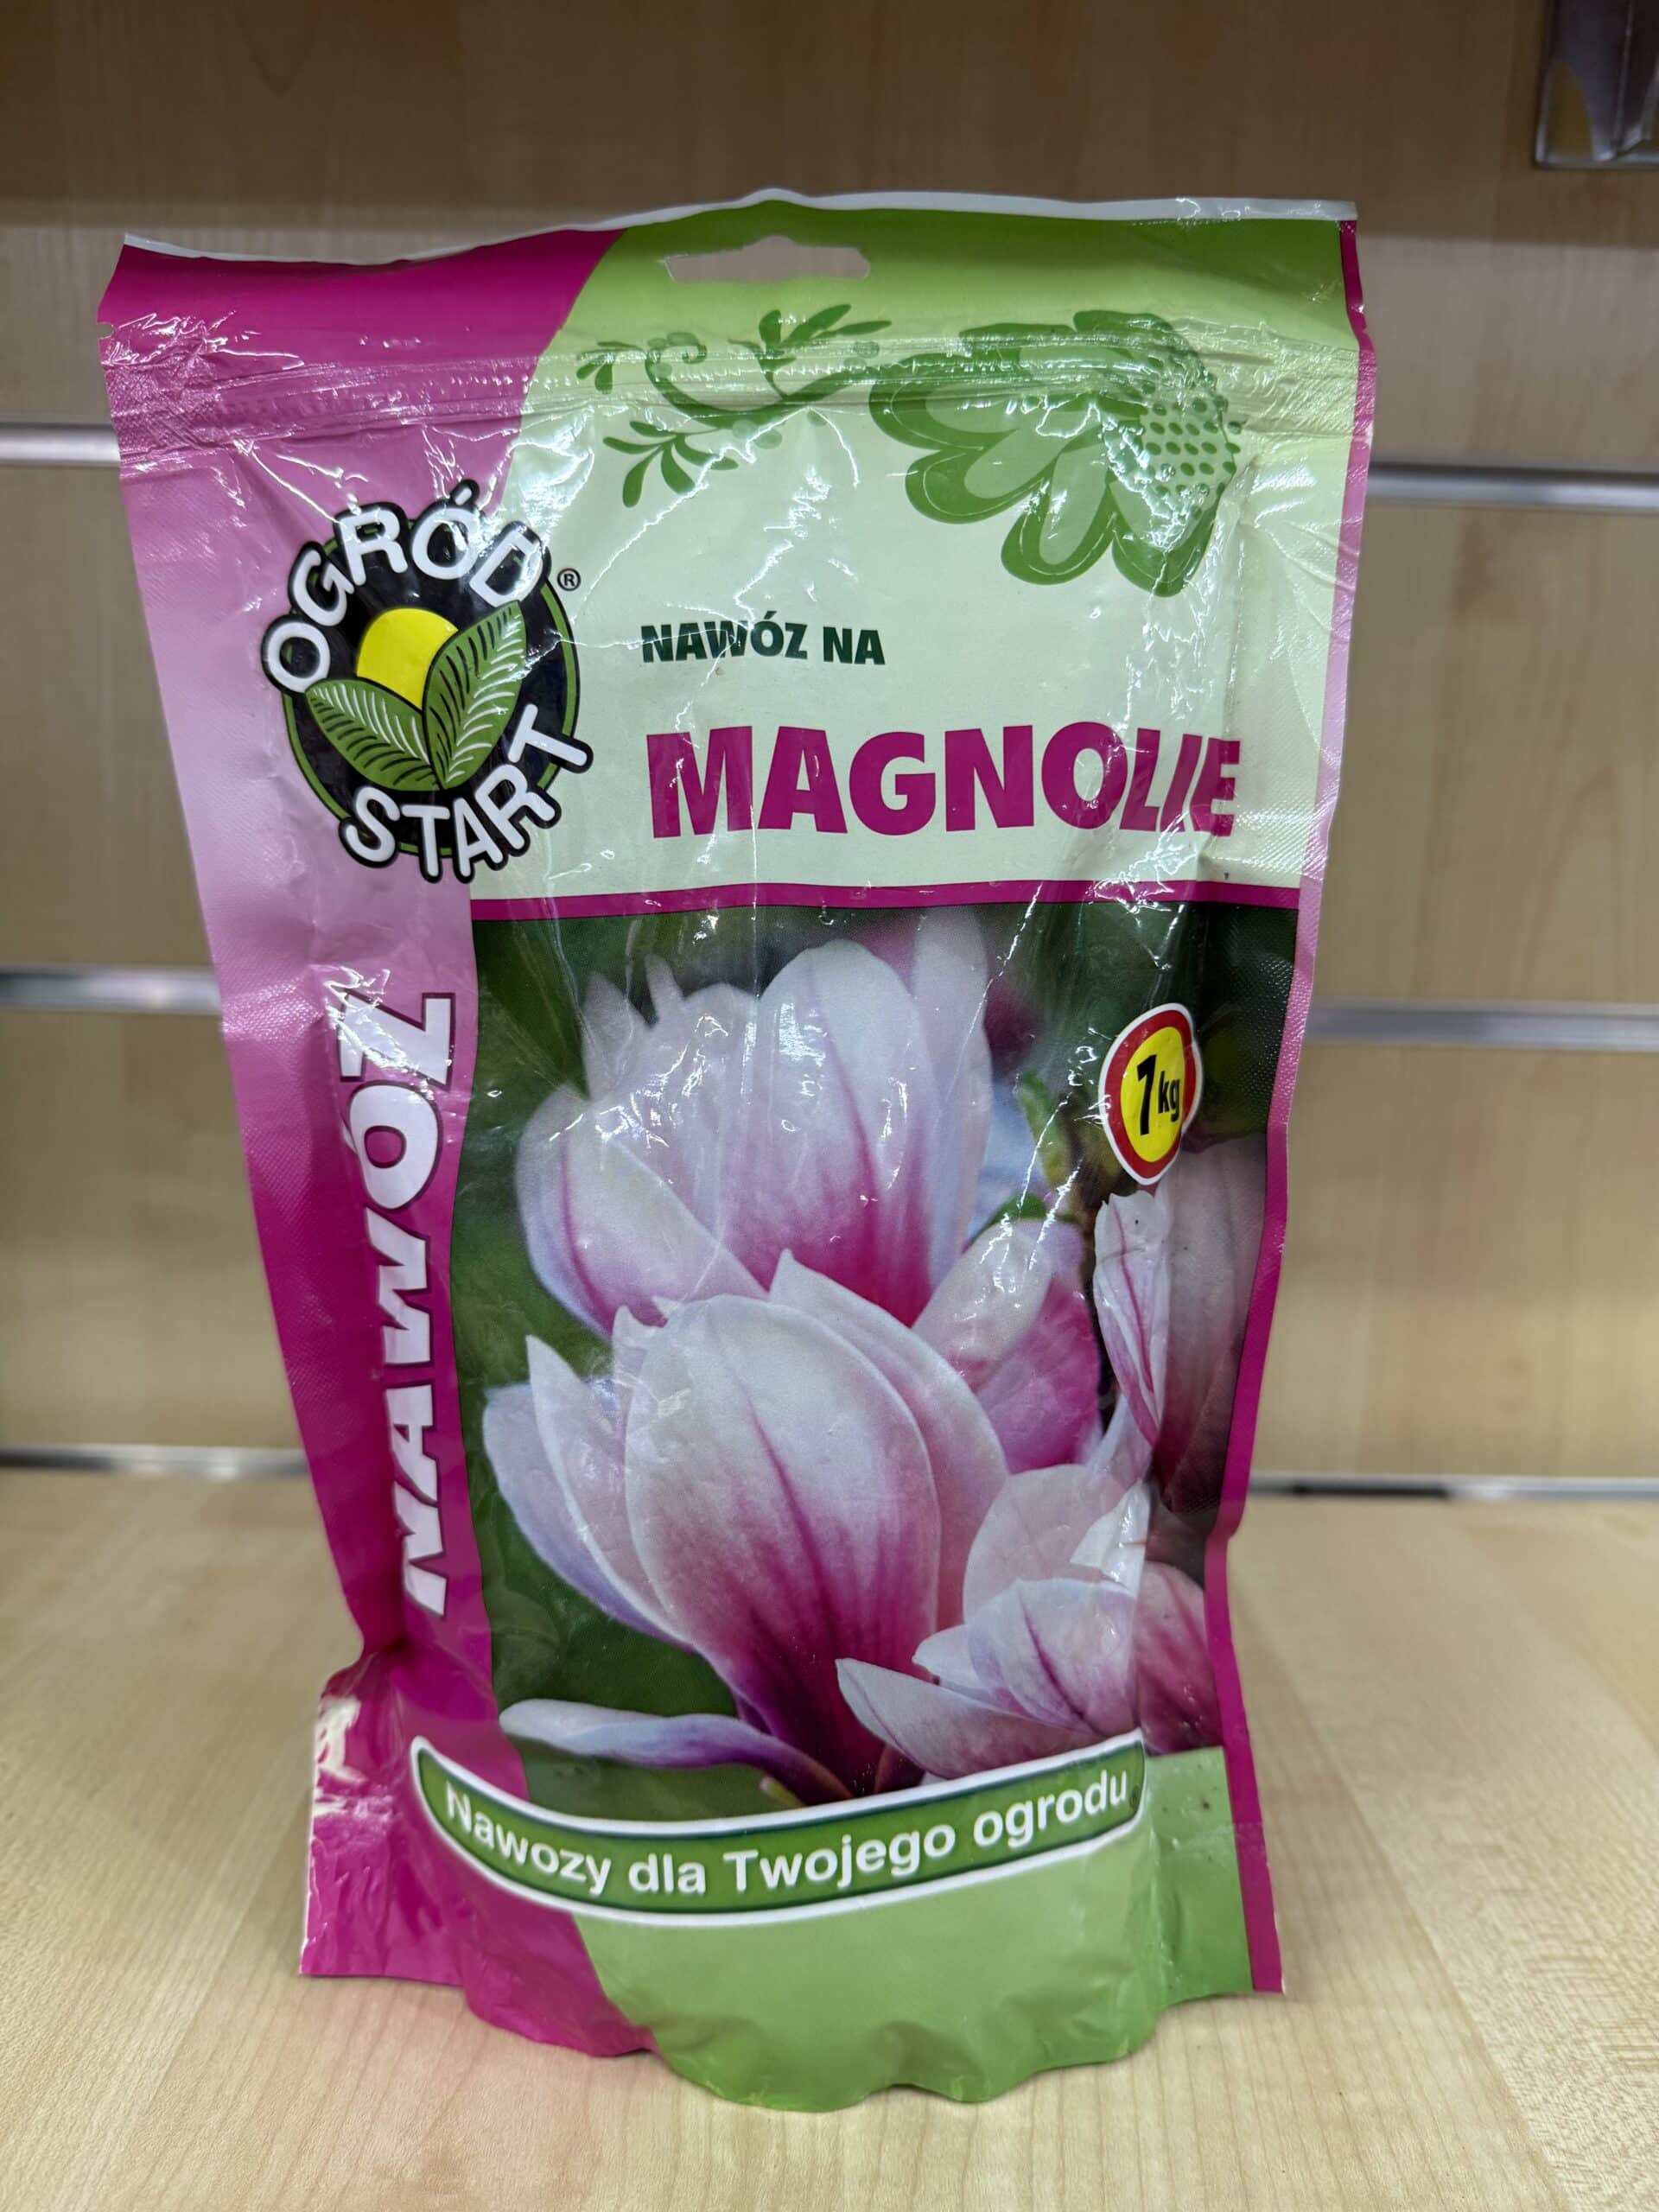 OGRÓD
START
®
NAWÓZ NA
MAGNOLIE
1kg
NAWÓZ
Nawozy dla Twojego ogrodu